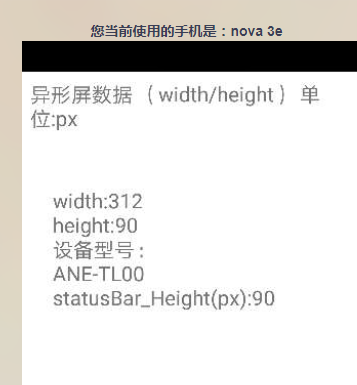 您当前使用的手机是：nova 3e
异形屏数据（width/height）单
位:px
width:312
height:90
设备型号：
ANE-TL00
statusBar_Height(px):90